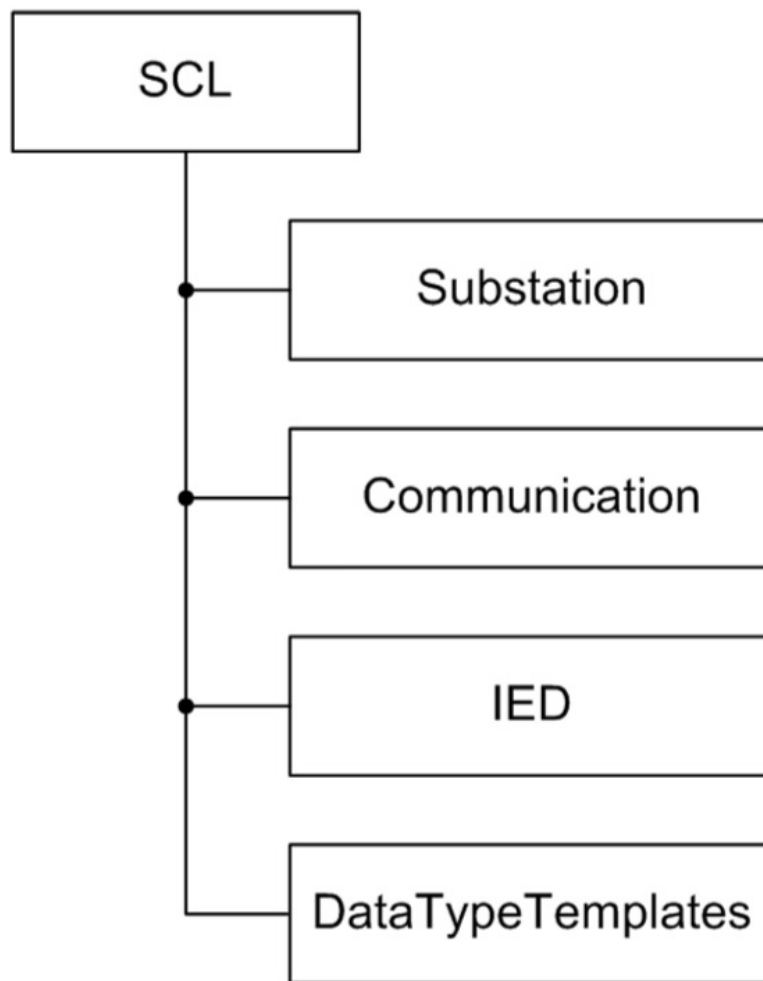 SCL
Substation
Communication
IED
DataTypeTemplates